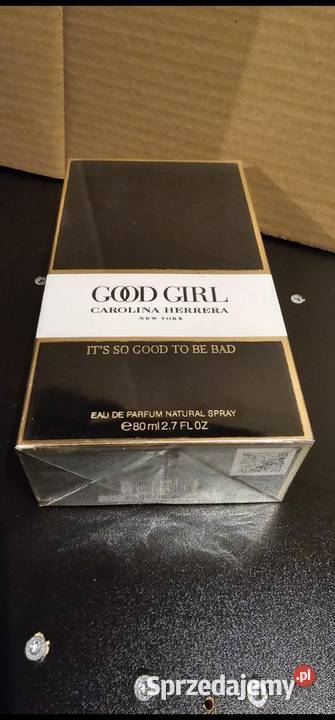 GOOD GIRL
CAROLINA HERRERA
NEW YORK
IT'S SO GOOD TO BE BAD
EAU DE PARFUM NATURAL SPRAY
℮80 ml 2.7 FL OZ
Sprzedajemy.pl